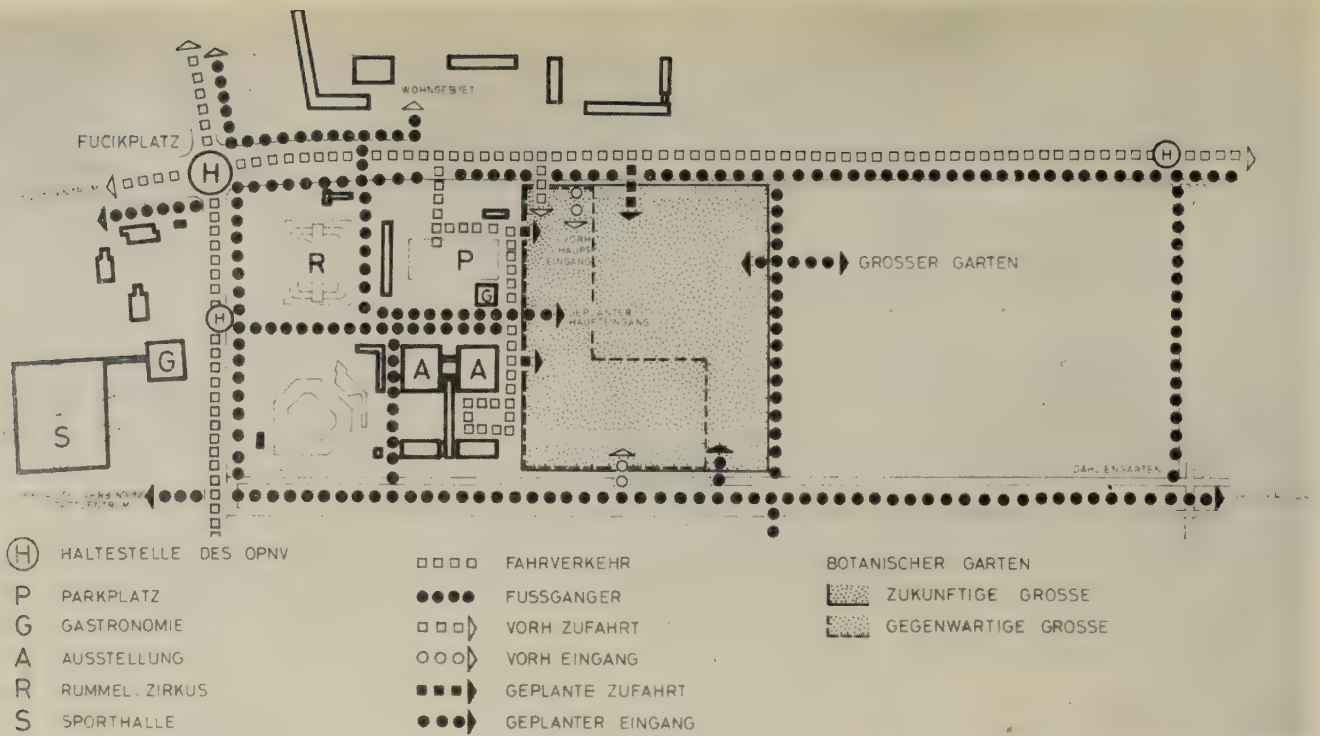 WOHNGEBIET
FUCIKPLATZ
H
H
R
P
VORH
HAUPT
EINGANG
GROSSER GARTEN
G
GEPLANTER
HAUPTEINGANG
H
G
A
A
S
DAHLIENGARTEN
H HALTESTELLE DES OPNV
P PARKPLATZ
G GASTRONOMIE
A AUSSTELLUNG
R RUMMEL. ZIRKUS
S SPORTHALLE
FAHRVERKEHR
FUSSGANGER
VORH ZUFAHRT
VORH EINGANG
GEPLANTE ZUFAHRT
GEPLANTER EINGANG
BOTANISCHER GARTEN
ZUKUNFTIGE GROSSE
GEGENWARTIGE GROSSE